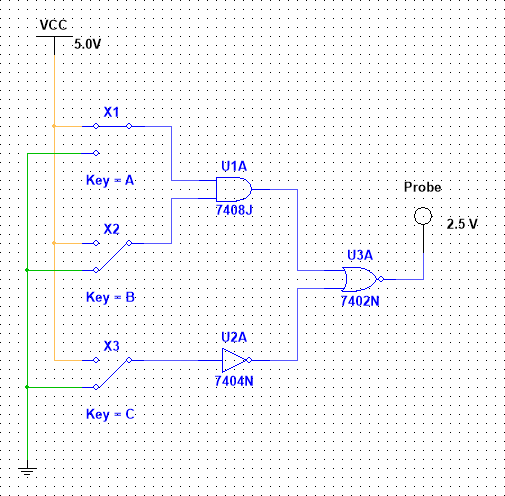 VCC
5.0V
X1
Key = A
U1A
7408J
Probe
2.5 V
X2
Key = B
U3A
7402N
X3
Key = C
U2A
7404N